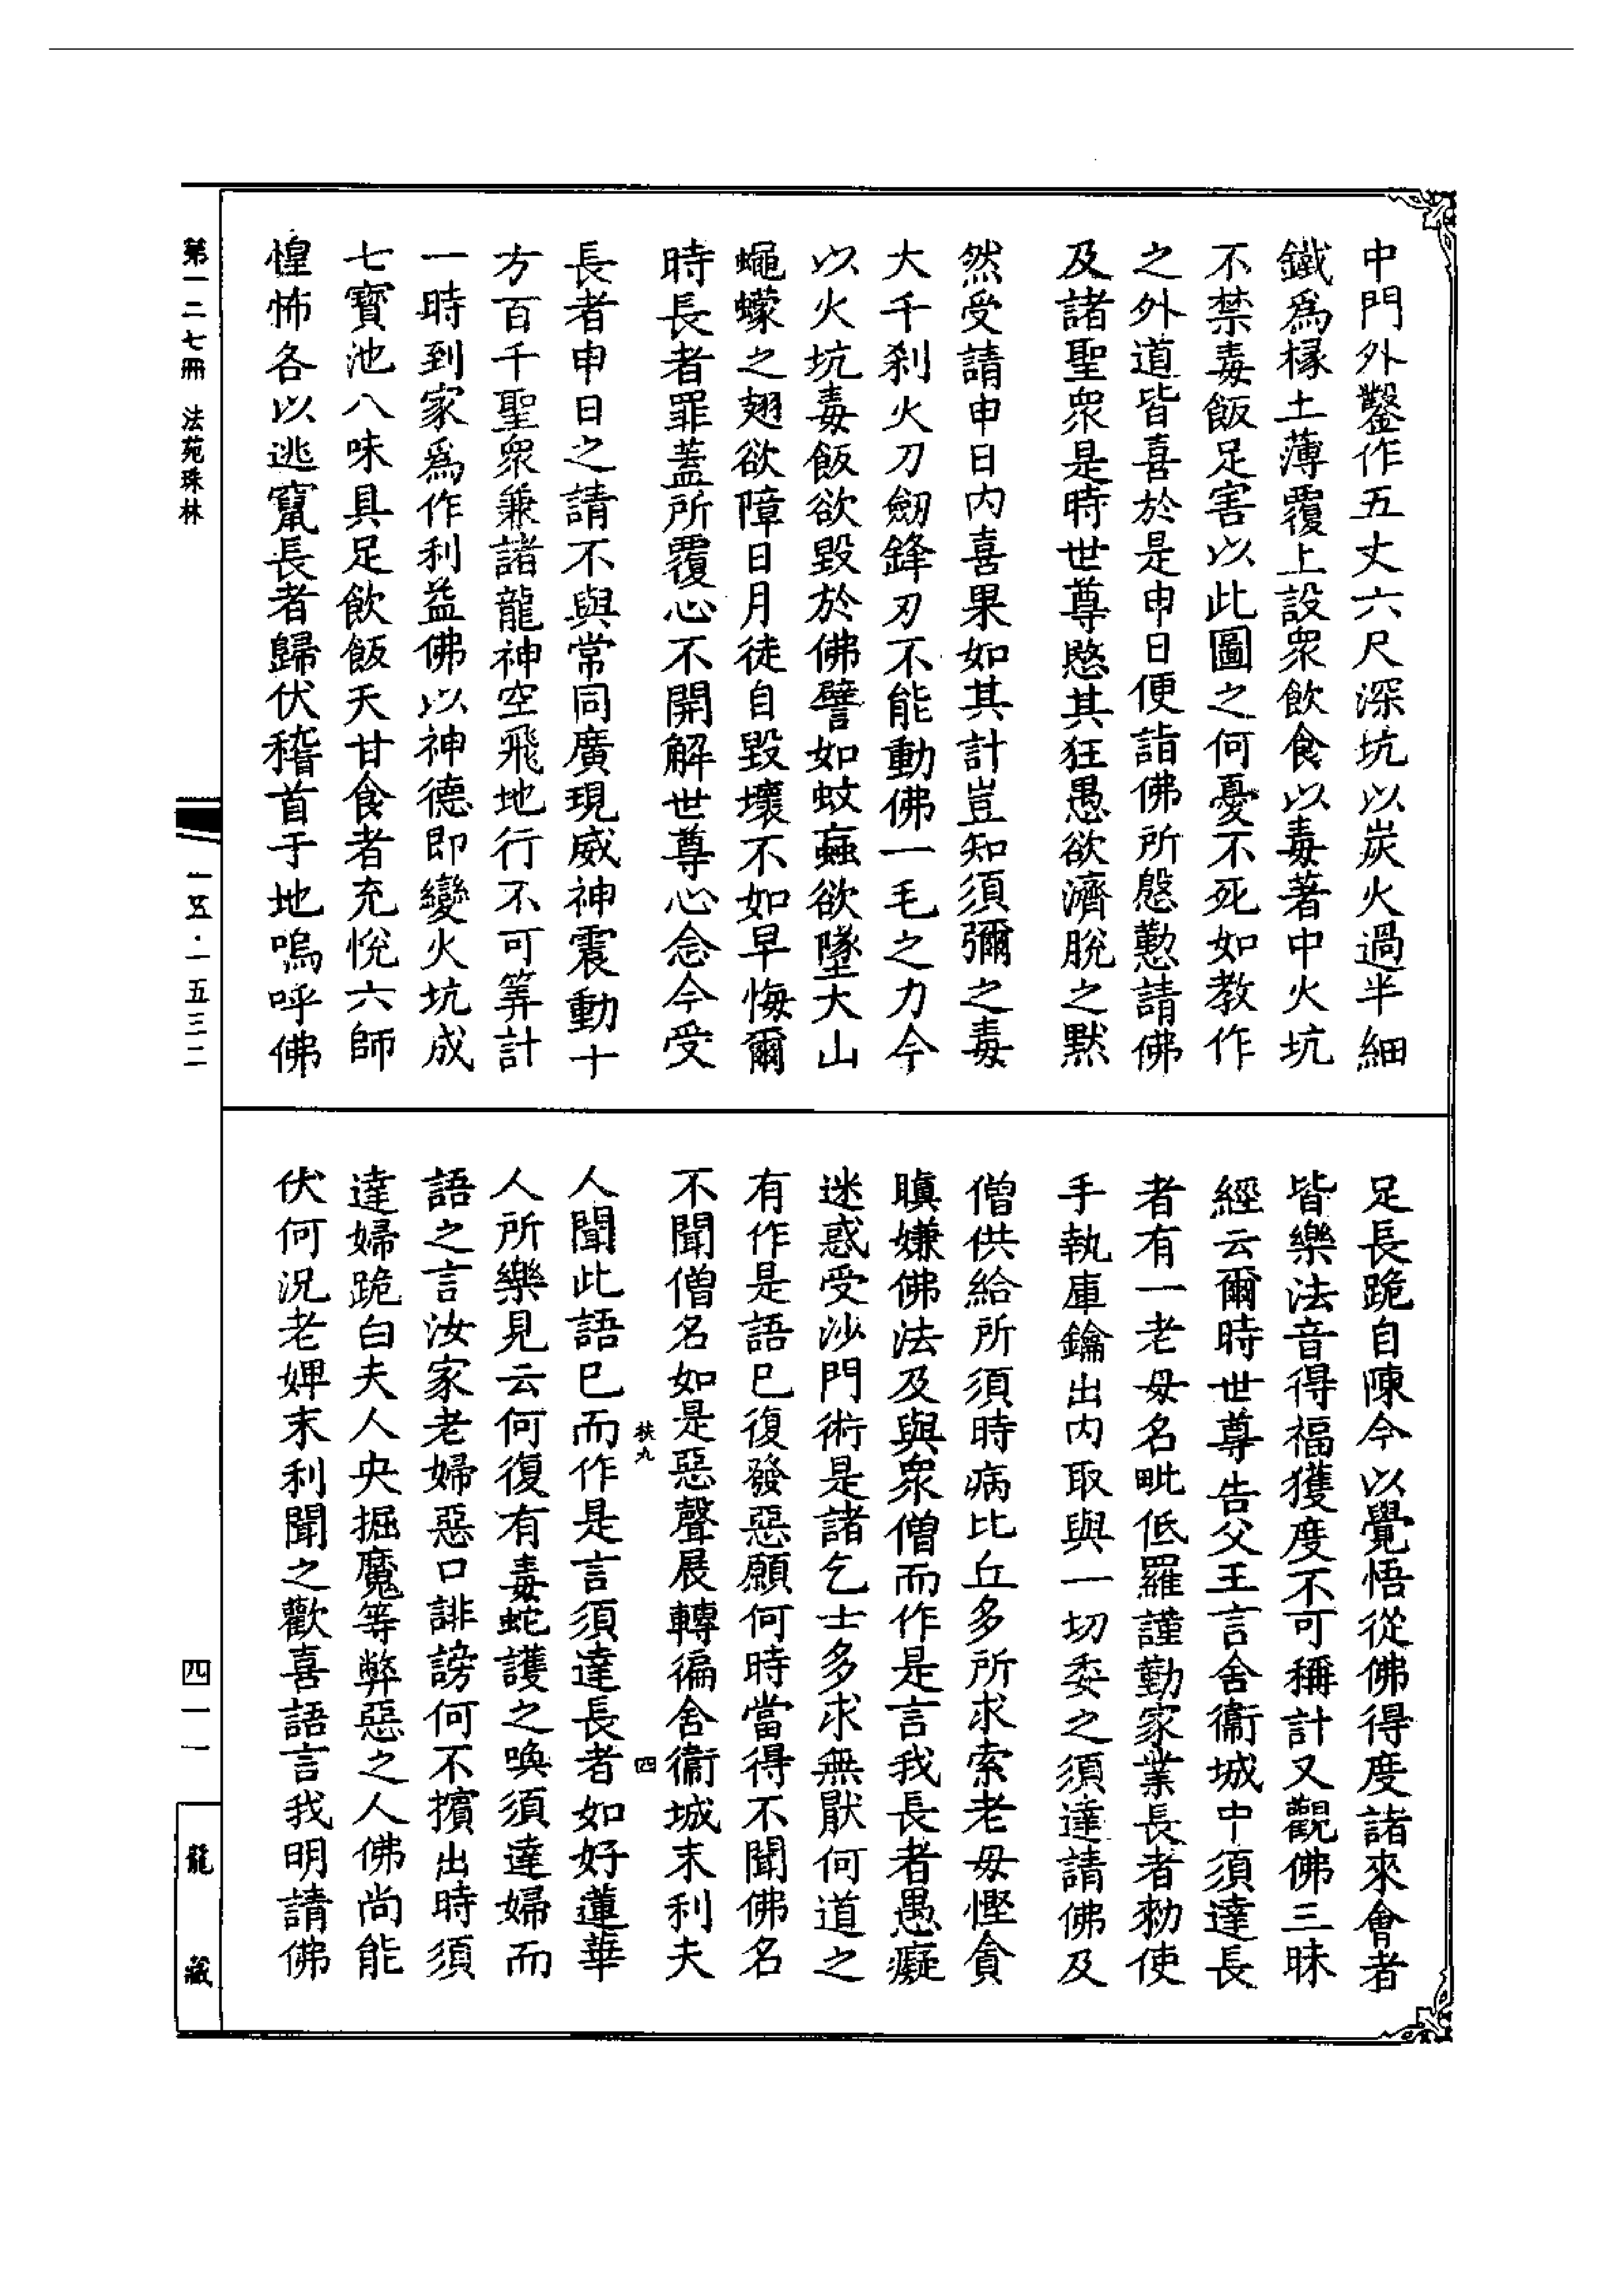 中門外鑿作五丈六尺深坑以炭火過半細
鐵爲椽土薄覆上設衆飲食以毒著中火坑
不禁毒飯足害以此圖之何憂不死如教作
之外道皆喜於是申日便詣佛所慇懃請佛
及諸聖衆是時世尊愍其狂愚欲濟脫之默
然受請申日内喜果如其計豈知須彌之毒
大千刹火刀劒鋒刃不能動佛一毛之力今
以火坑毒飯欲毀於佛譬如蚊蝱欲墜大山
蠅蠓之翅欲障日月徒自毀壞不如早悔爾
時長者罪蓋所覆心不開解世尊心念今受
長者申日之請不與常同廣現威神震動十
方百千聖衆兼諸龍神空飛地行不可筭計
一時到家爲作利益佛以神德即變火坑成
七寶池八味具足飲飯天甘食者充悅六師
惶怖各以逃竄長者歸伏稽首于地嗚呼佛
足長跪自陳今以覺悟從佛得度諸來會者
皆樂法音得福獲度不可稱計又觀佛三昧
經云爾時世尊告父王言舍衞城中須達長
者有一老毋名毗低羅謹勤家業長者勑使
手執庫鑰出内取與一切委之須達請佛及
僧供給所須時病比丘多所求索老毋慳貪
瞋嫌佛法及與衆僧而作是言我長者愚癡
迷惑受沙門術是諸乞士多求無猒何道之
有作是語巳復發惡願何時當得不聞佛名
不聞僧名如是惡聲展轉徧舍衞城末利夫
扶九 四
人聞此語巳而作是言須達長者如好蓮華
人所樂見云何復有毒蛇護之喚須達婦而
語之言汝家老婦惡口誹謗何不擯出時須
達婦跪白夫人央掘魔等弊惡之人佛尚能
伏何況老婢末利聞之歡喜語言我明請佛
第一二七冊 法苑珠林
一五·一五三二
四一一
龍藏